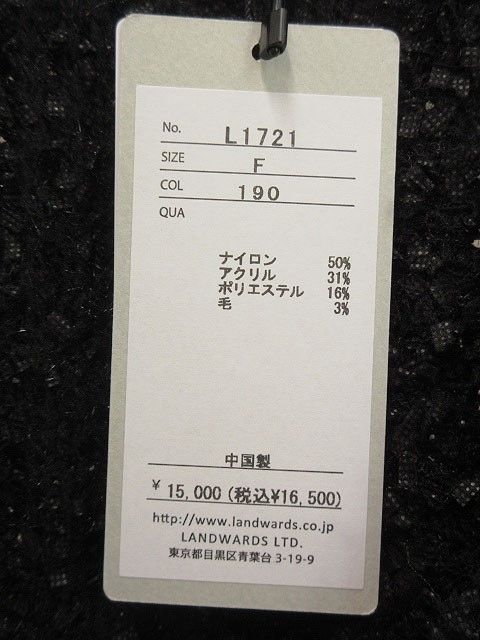 No. L1721
SIZE F
COL 190
QUA
ナイロン 50%
アクリル 31%
ポリエステル 16%
毛 3%
中国製
¥ 15,000 (税込¥16,500)
http://www.landwards.co.jp
LANDWARDS LTD.
東京都目黒区青葉台 3-19-9